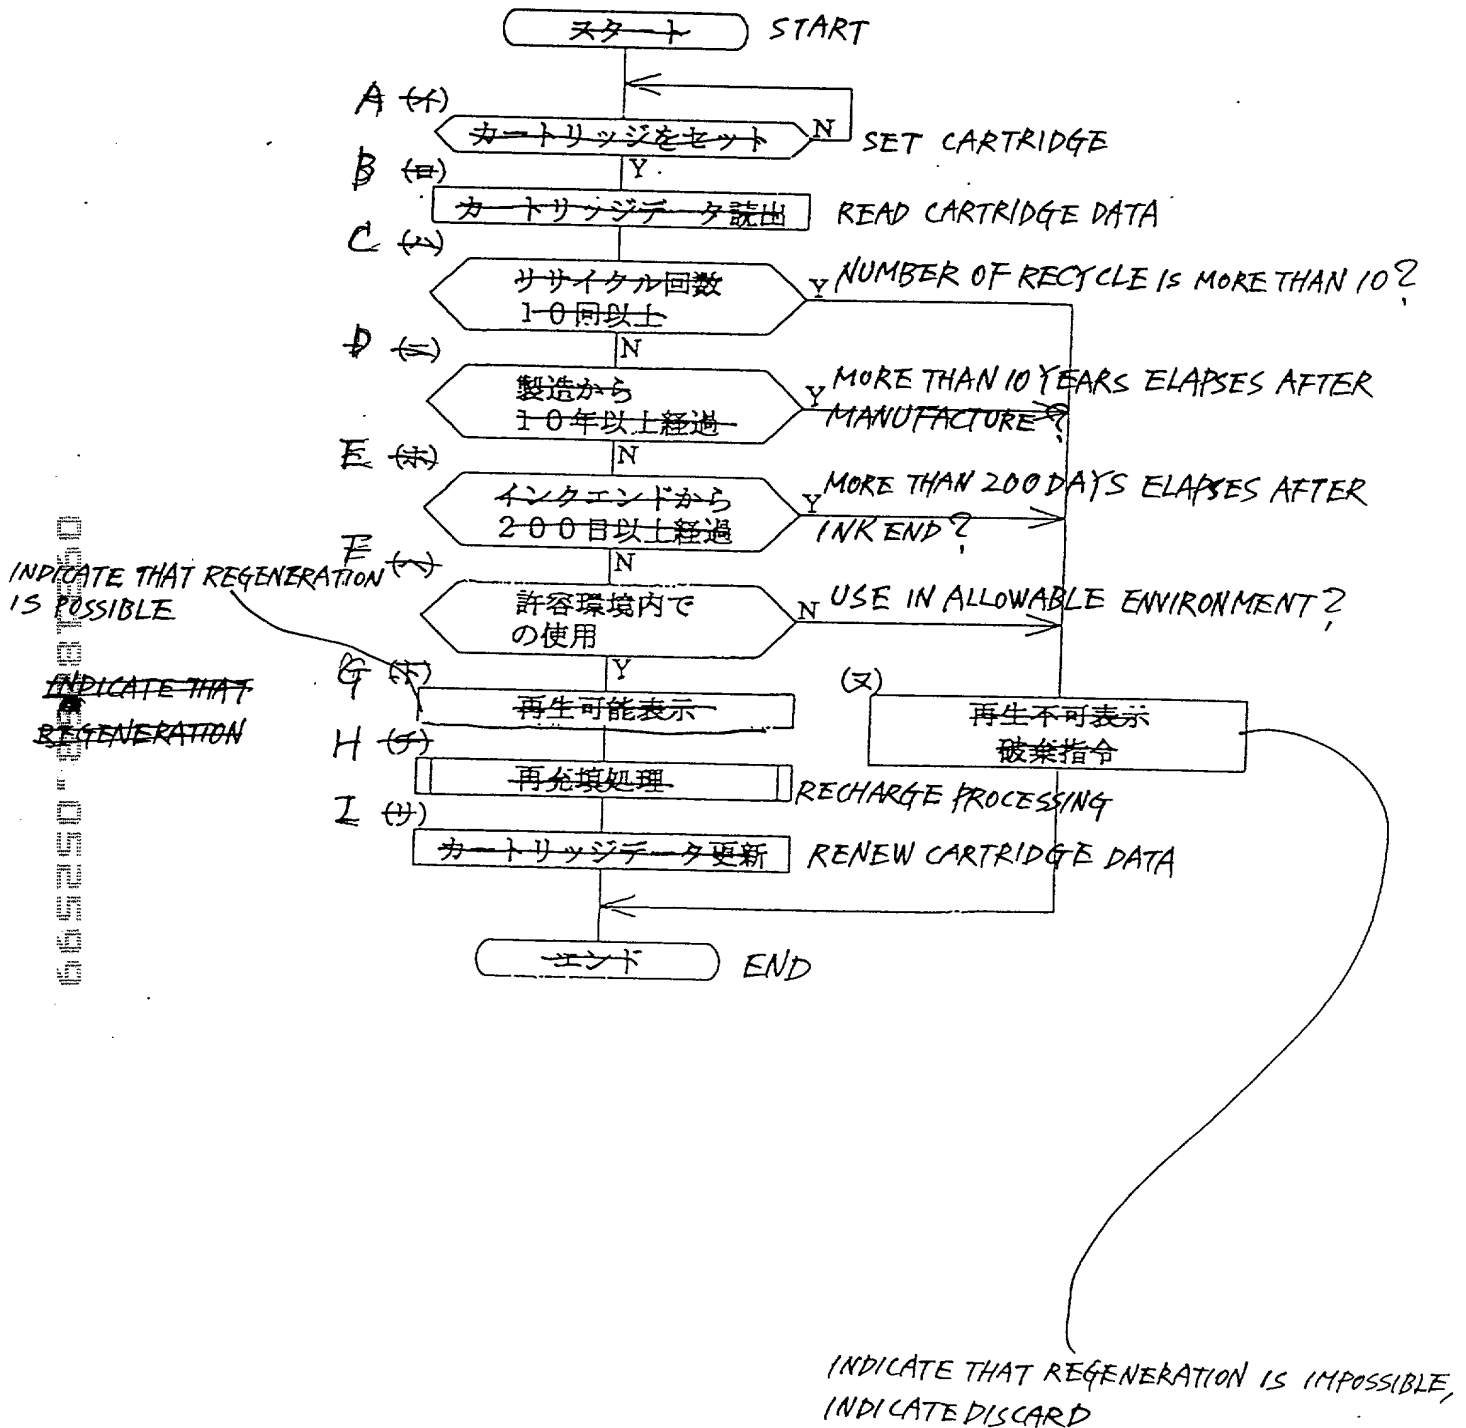 スタート START
A (イ)
カートリッジをセット N SET CARTRIDGE
B (ロ) Y
カートリッジデータ読出 READ CARTRIDGE DATA
C (ハ)
リサイクル回数 Y NUMBER OF RECYCLE IS MORE THAN 10?
10回以上
D (ニ) N
製造から Y MORE THAN 10 YEARS ELAPSES AFTER
10年以上経過 MANUFACTURE?
E (ホ) N
インクエンドから Y MORE THAN 200 DAYS ELAPSES AFTER
200日以上経過 INK END?
F (ヘ) N
INDICATE THAT REGENERATION
IS POSSIBLE
許容環境内で N USE IN ALLOWABLE ENVIRONMENT?
の使用
G (ト) Y
INDICATE THAT
REGENERATION
再生可能表示
(ヌ)
再生不可表示
破棄指令
H (チ)
再充填処理 RECHARGE PROCESSING
I (リ)
カートリッジデータ更新 RENEW CARTRIDGE DATA
エンド END
INDICATE THAT REGENERATION IS IMPOSSIBLE,
INDICATE DISCARD